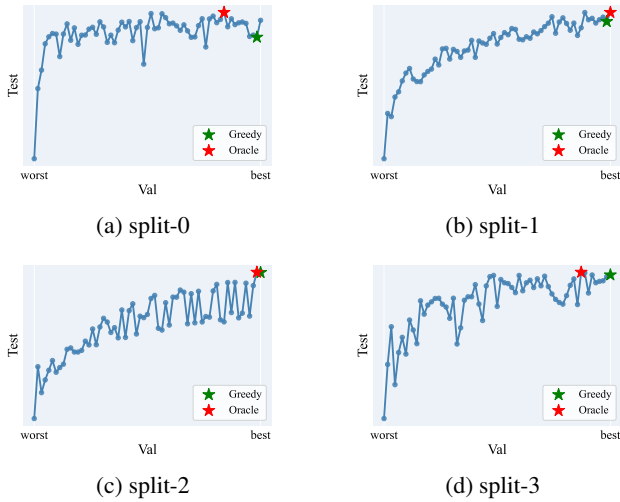 Test
Greedy
Oracle
worst
best
Val
(a) split-0
Test
Greedy
Oracle
worst
best
Val
(b) split-1
Test
Greedy
Oracle
worst
best
Val
(c) split-2
Test
Greedy
Oracle
worst
best
Val
(d) split-3